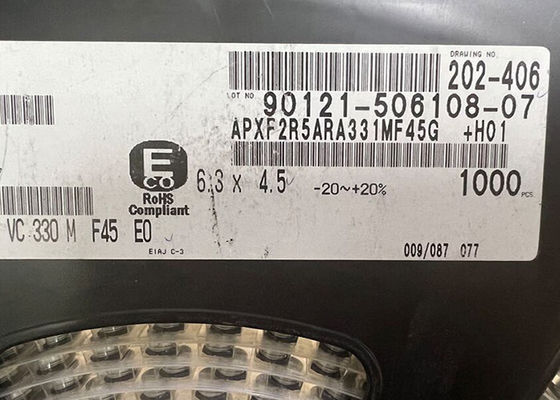 DRAWING NO.
202-406
LOT NO.
90121-506108-07
APXF2R5ARA331MF45G +H01
E
CO
RoHS
Compliant
6.3 x 4.5 -20~+20% 1000 PCS.
VC 330 M F45 E0
EIAJ C-3
009/087 077